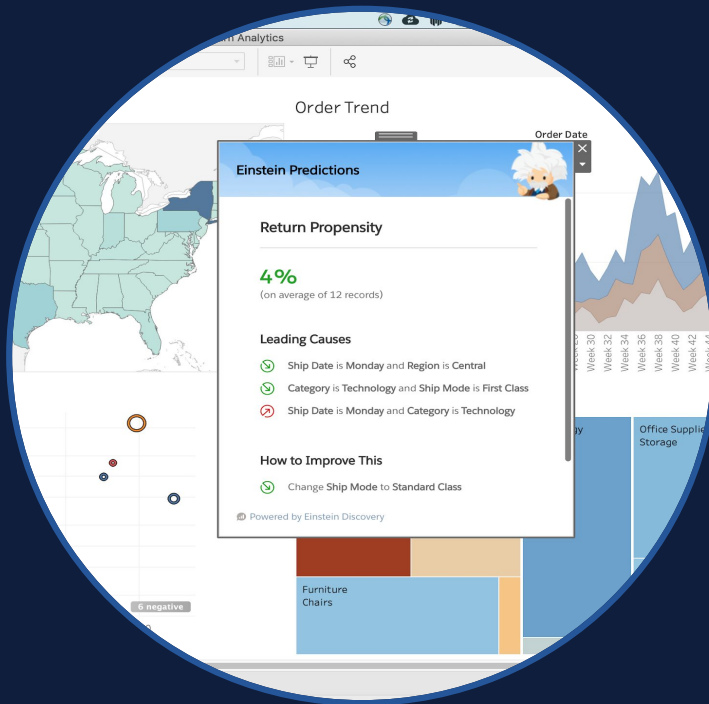 Analytics
Order Trend
Order Date
Einstein Predictions
Return Propensity
4%
(on average of 12 records)
Leading Causes
Ship Date is Monday and Region is Central
Category is Technology and Ship Mode is First Class
Ship Date is Monday and Category is Technology
How to Improve This
Change Ship Mode to Standard Class
Powered by Einstein Discovery
Week 30
Week 32
Week 34
Week 36
Week 38
Week 40
Week 42
6 negative
Office Supplie
Storage
Furniture
Chairs